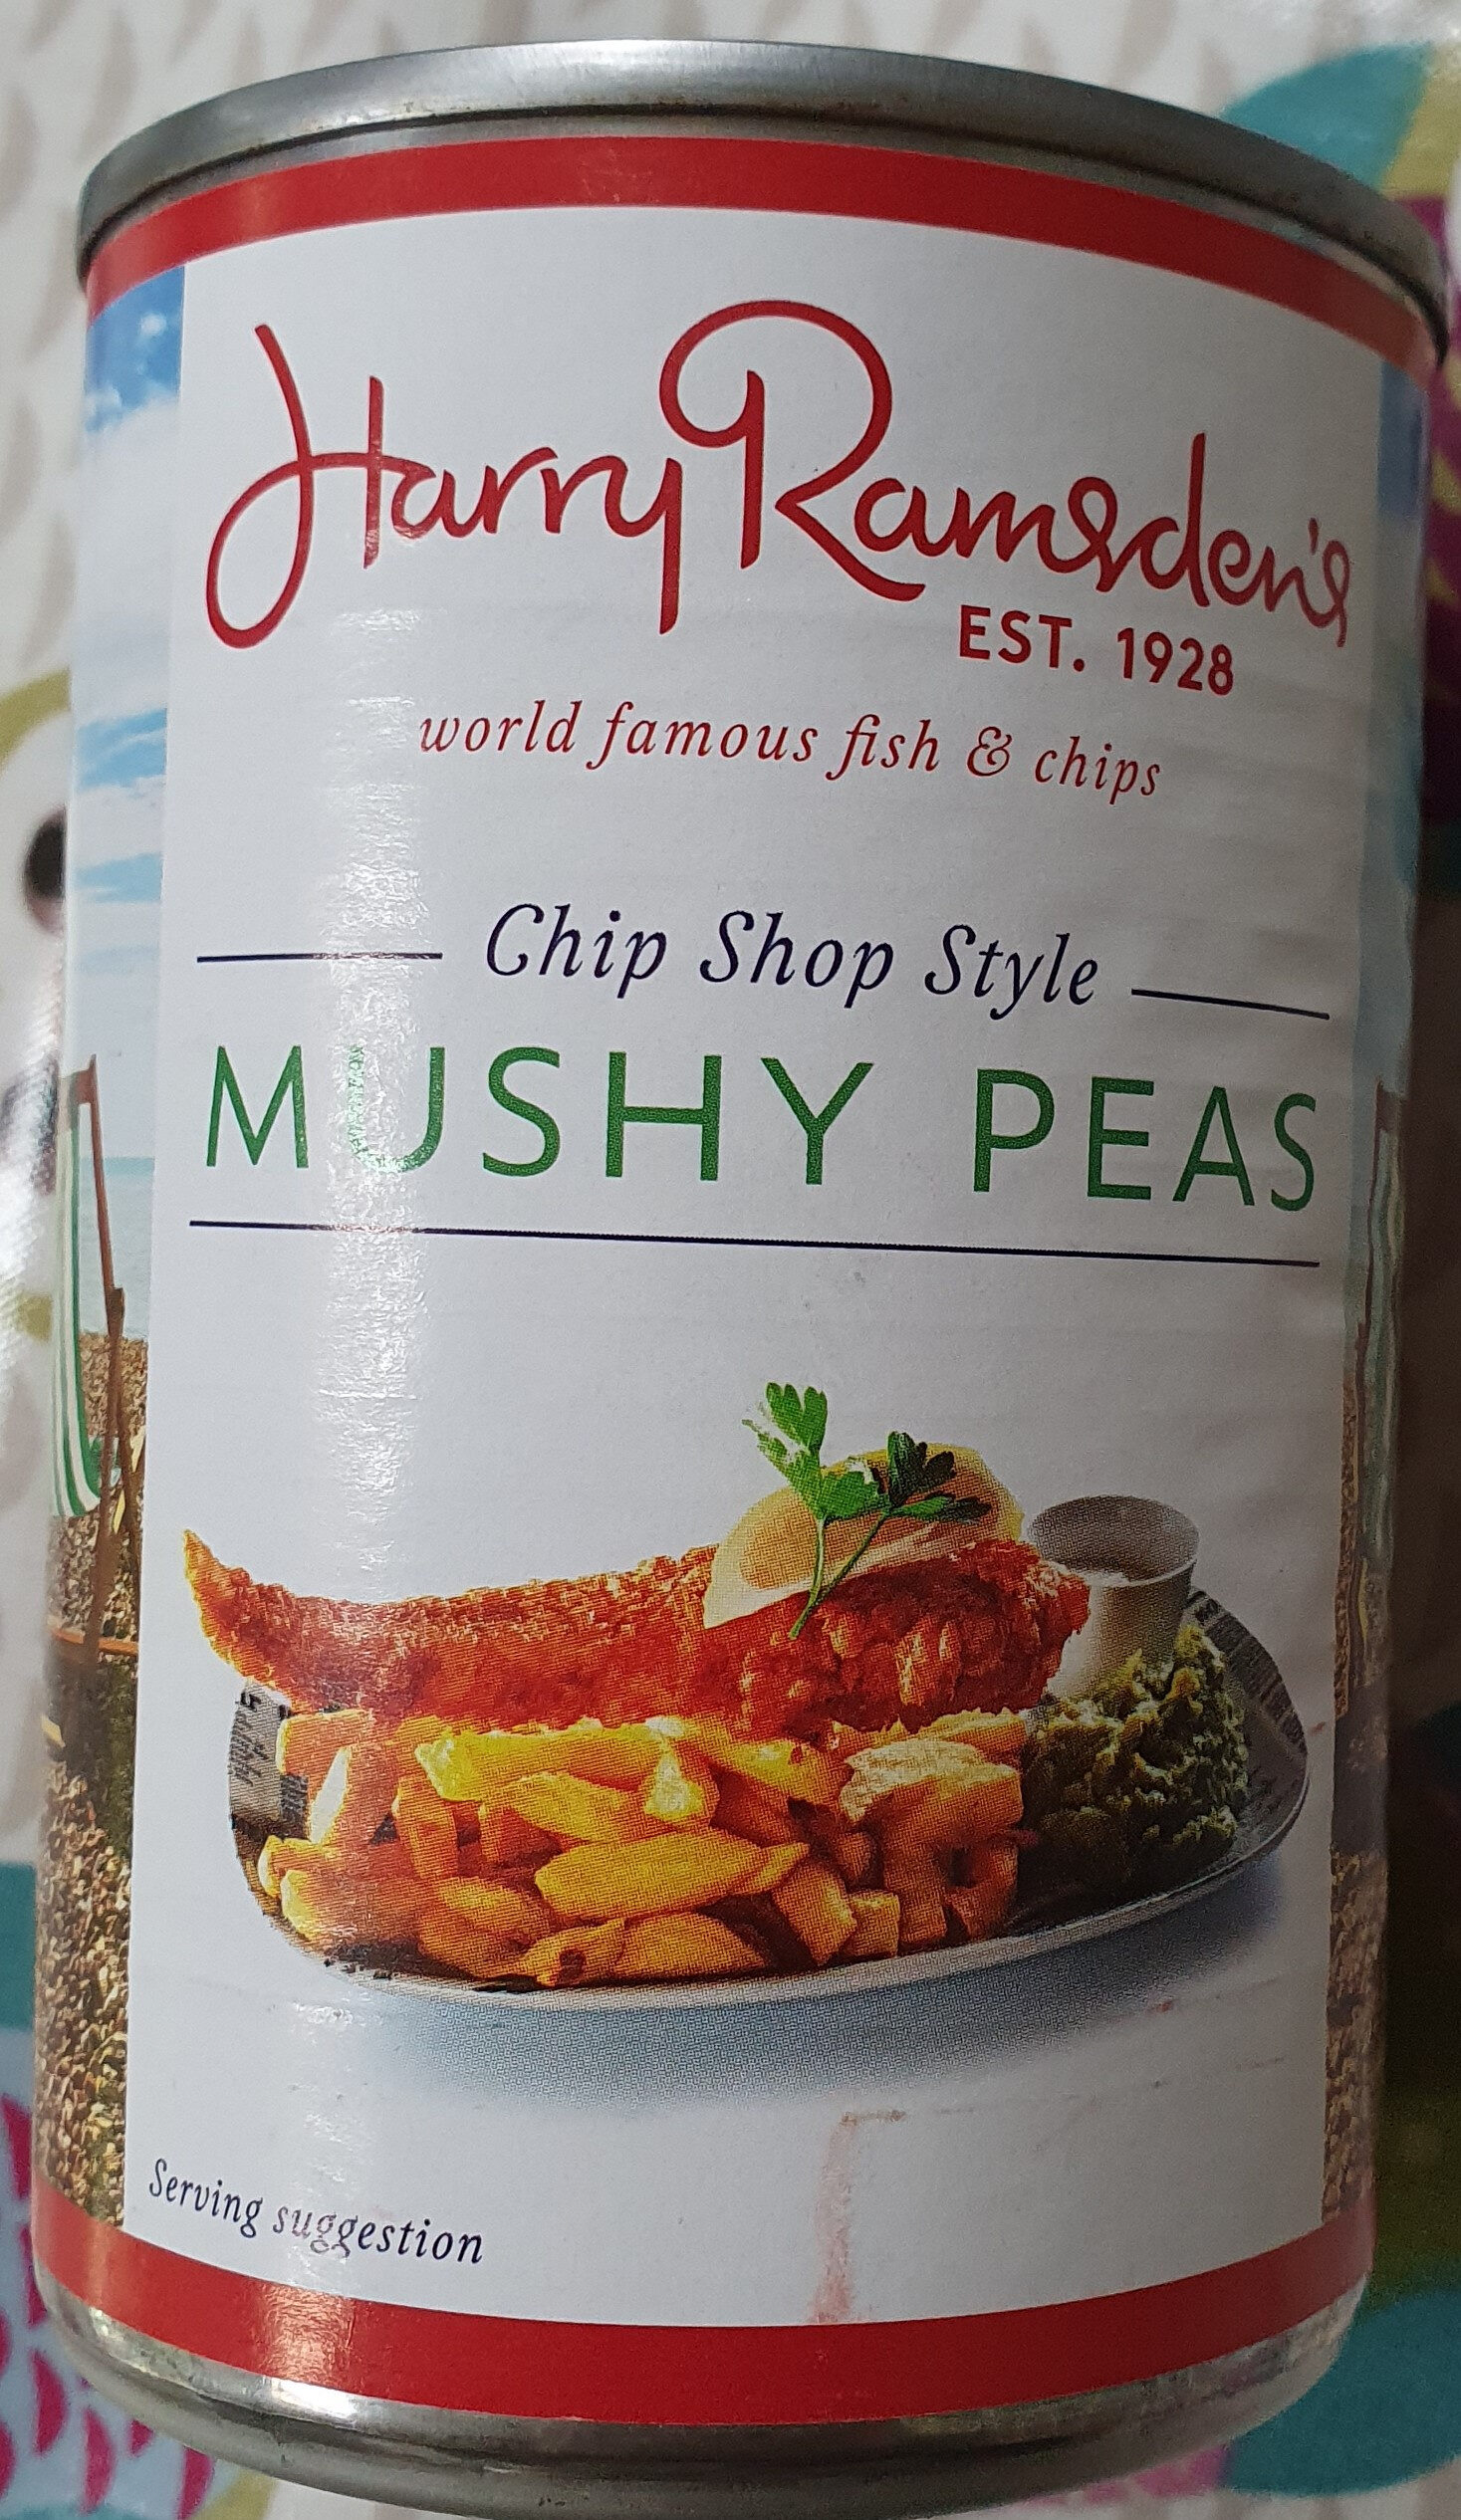 Harry Ramsden's
EST. 1928
world famous fish & chips
Chip Shop Style
MUSHY PEAS
Serving suggestion